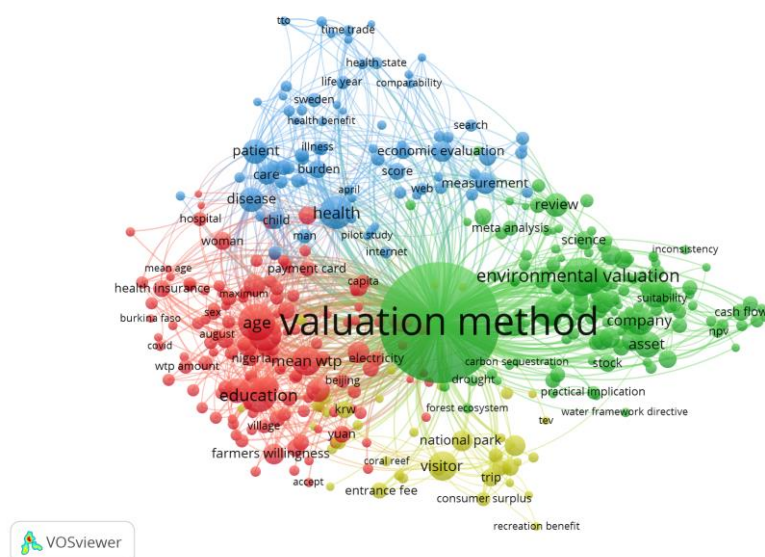 tto
time trade
health state
life year
comparability
sweden
health benefit
search
patient
illness
economic evaluation
care
burden
score
april
web
measurement
disease
health
review
hospital
child
meta analysis
man
pilot study
science
woman
internet
inconsistency
mean age
payment card
capita
environmental valuation
health insurance
maximum
suitability
burkina faso
sex
age
valuation method
company
cash flow
august
npv
covid
asset
nigeria
mean wtp
electricity
carbon sequestration
stock
wtp amount
beijing
drought
education
practical implication
krw
forest ecosystem
water framework directive
village
yuan
tev
national park
farmers willingness
coral reef
visitor
accept
entrance fee
trip
consumer surplus
recreation benefit
VOSviewer